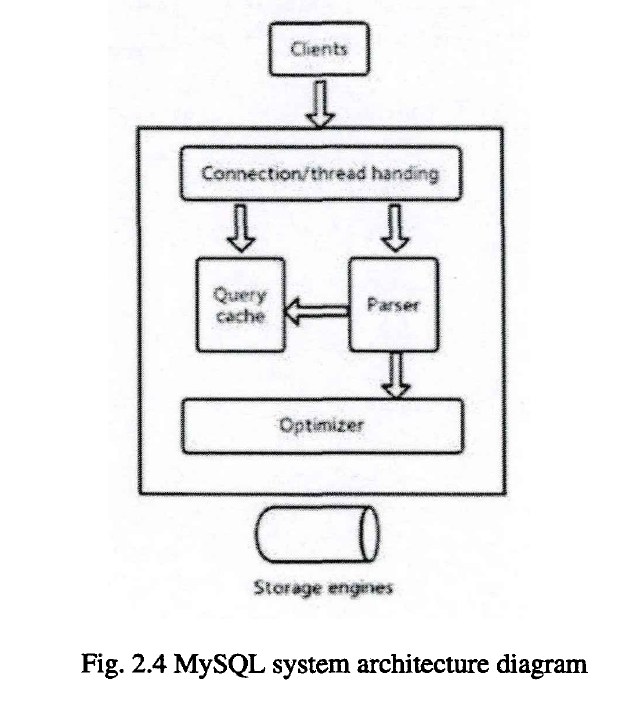 Clients
Connection/thread handing
Query
cache
Parser
Optimizer
Storage engines
Fig. 2.4 MySQL system architecture diagram